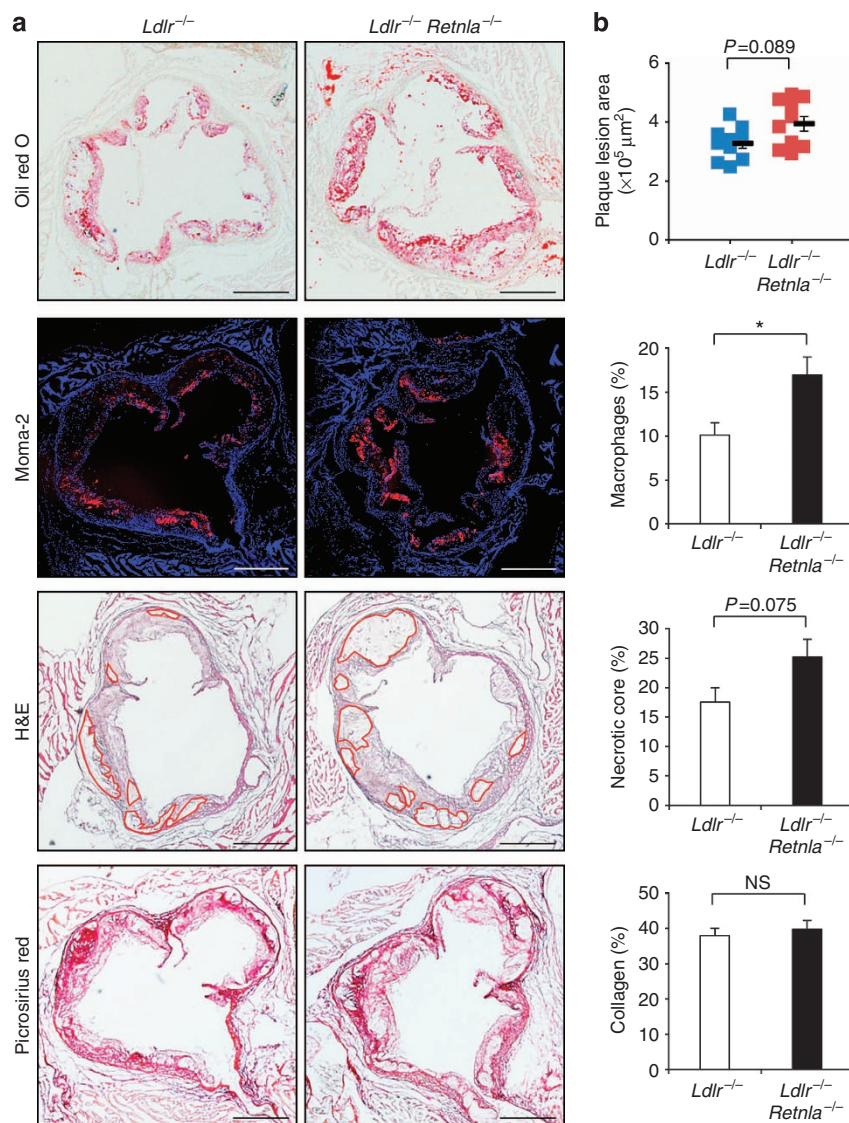 a
Ldlr⁻/⁻
Ldlr⁻/⁻ Retnla⁻/⁻
Oil red O
Moma-2
H&E
Picrosirius red
b
P=0.089
Plaque lesion area
(×10⁵ μm²)
6
4
2
0
Ldlr⁻/⁻
Ldlr⁻/⁻
Retnla⁻/⁻
*
Macrophages (%)
20
15
10
5
0
Ldlr⁻/⁻
Ldlr⁻/⁻
Retnla⁻/⁻
P=0.075
Necrotic core (%)
30
25
20
15
10
5
0
Ldlr⁻/⁻
Ldlr⁻/⁻
Retnla⁻/⁻
NS
Collagen (%)
50
40
30
20
10
0
Ldlr⁻/⁻
Ldlr⁻/⁻
Retnla⁻/⁻